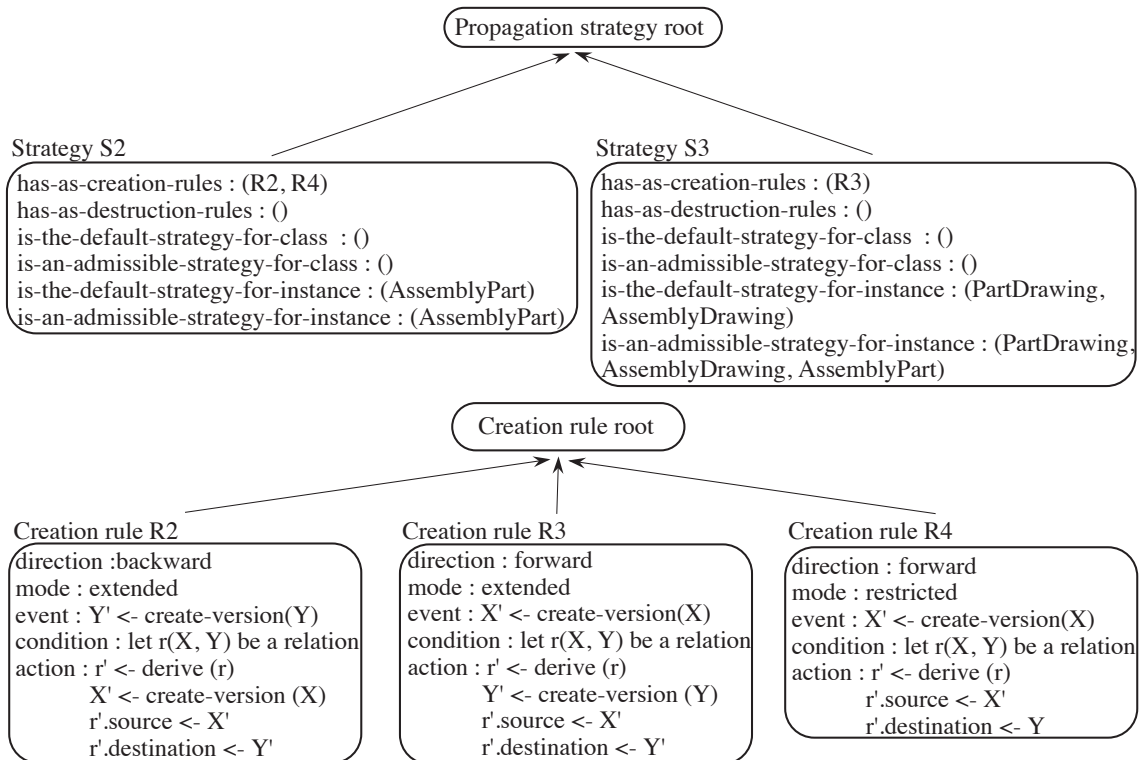 Propagation strategy root
Strategy S2
has-as-creation-rules : (R2, R4)
has-as-destruction-rules : ()
is-the-default-strategy-for-class : ()
is-an-admissible-strategy-for-class : ()
is-the-default-strategy-for-instance : (AssemblyPart)
is-an-admissible-strategy-for-instance : (AssemblyPart)
Strategy S3
has-as-creation-rules : (R3)
has-as-destruction-rules : ()
is-the-default-strategy-for-class : ()
is-an-admissible-strategy-for-class : ()
is-the-default-strategy-for-instance : (PartDrawing,
AssemblyDrawing)
is-an-admissible-strategy-for-instance : (PartDrawing,
AssemblyDrawing, AssemblyPart)
Creation rule root
Creation rule R2
direction :backward
mode : extended
event : Y' <- create-version(Y)
condition : let r(X, Y) be a relation
action : r' <- derive (r)
X' <- create-version (X)
r'.source <- X'
r'.destination <- Y'
Creation rule R3
direction : forward
mode : extended
event : X' <- create-version(X)
condition : let r(X, Y) be a relation
action : r' <- derive (r)
Y' <- create-version (Y)
r'.source <- X'
r'.destination <- Y'
Creation rule R4
direction : forward
mode : restricted
event : X' <- create-version(X)
condition : let r(X, Y) be a relation
action : r' <- derive (r)
r'.source <- X'
r'.destination <- Y